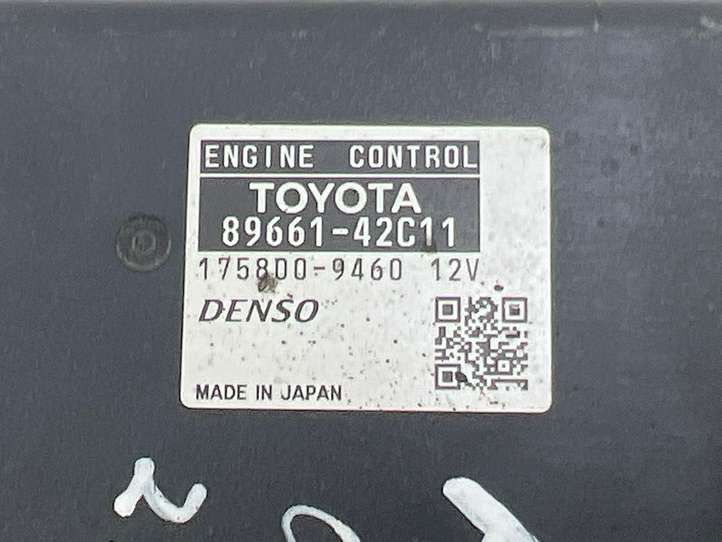 ENGINE CONTROL
TOYOTA
89661-42C11
175800-9460 12V
DENSO
MADE IN JAPAN